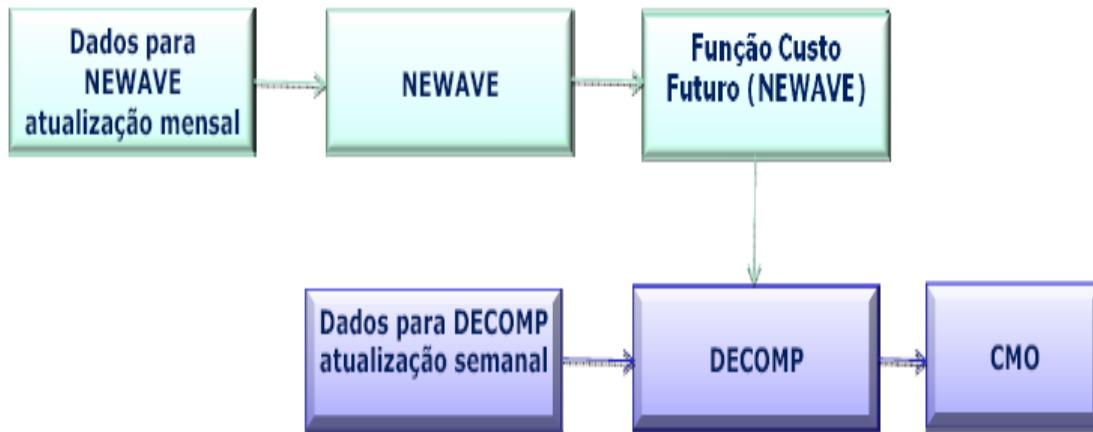 Dados para
NEWAVE
atualização mensal
NEWAVE
Função Custo
Futuro (NEWAVE)
Dados para DECOMP
atualização semanal
DECOMP
CMO